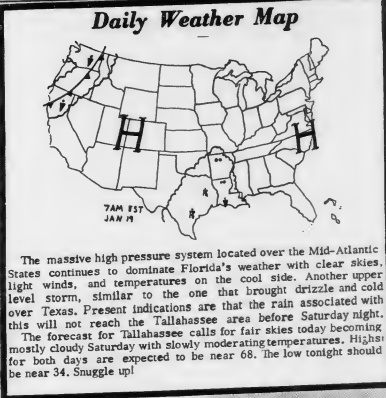 Daily Weather Map
H
H
7AM EST
JAN 19
The massive high pressure system located over the Mid-Atlantic
States continues to dominate Florida's weather with clear skies,
light winds, and temperatures on the cool side. Another upper
level storm, similar to the one that brought drizzle and cold
over Texas. Present indications are that the rain associated with
this will not reach the Tallahassee area before Saturday night.
The forecast for Tallahassee calls for fair skies today becoming
mostly cloudy Saturday with slowly moderating temperatures. Highs
for both days are expected to be near 68. The low tonight should
be near 34. Snuggle up!